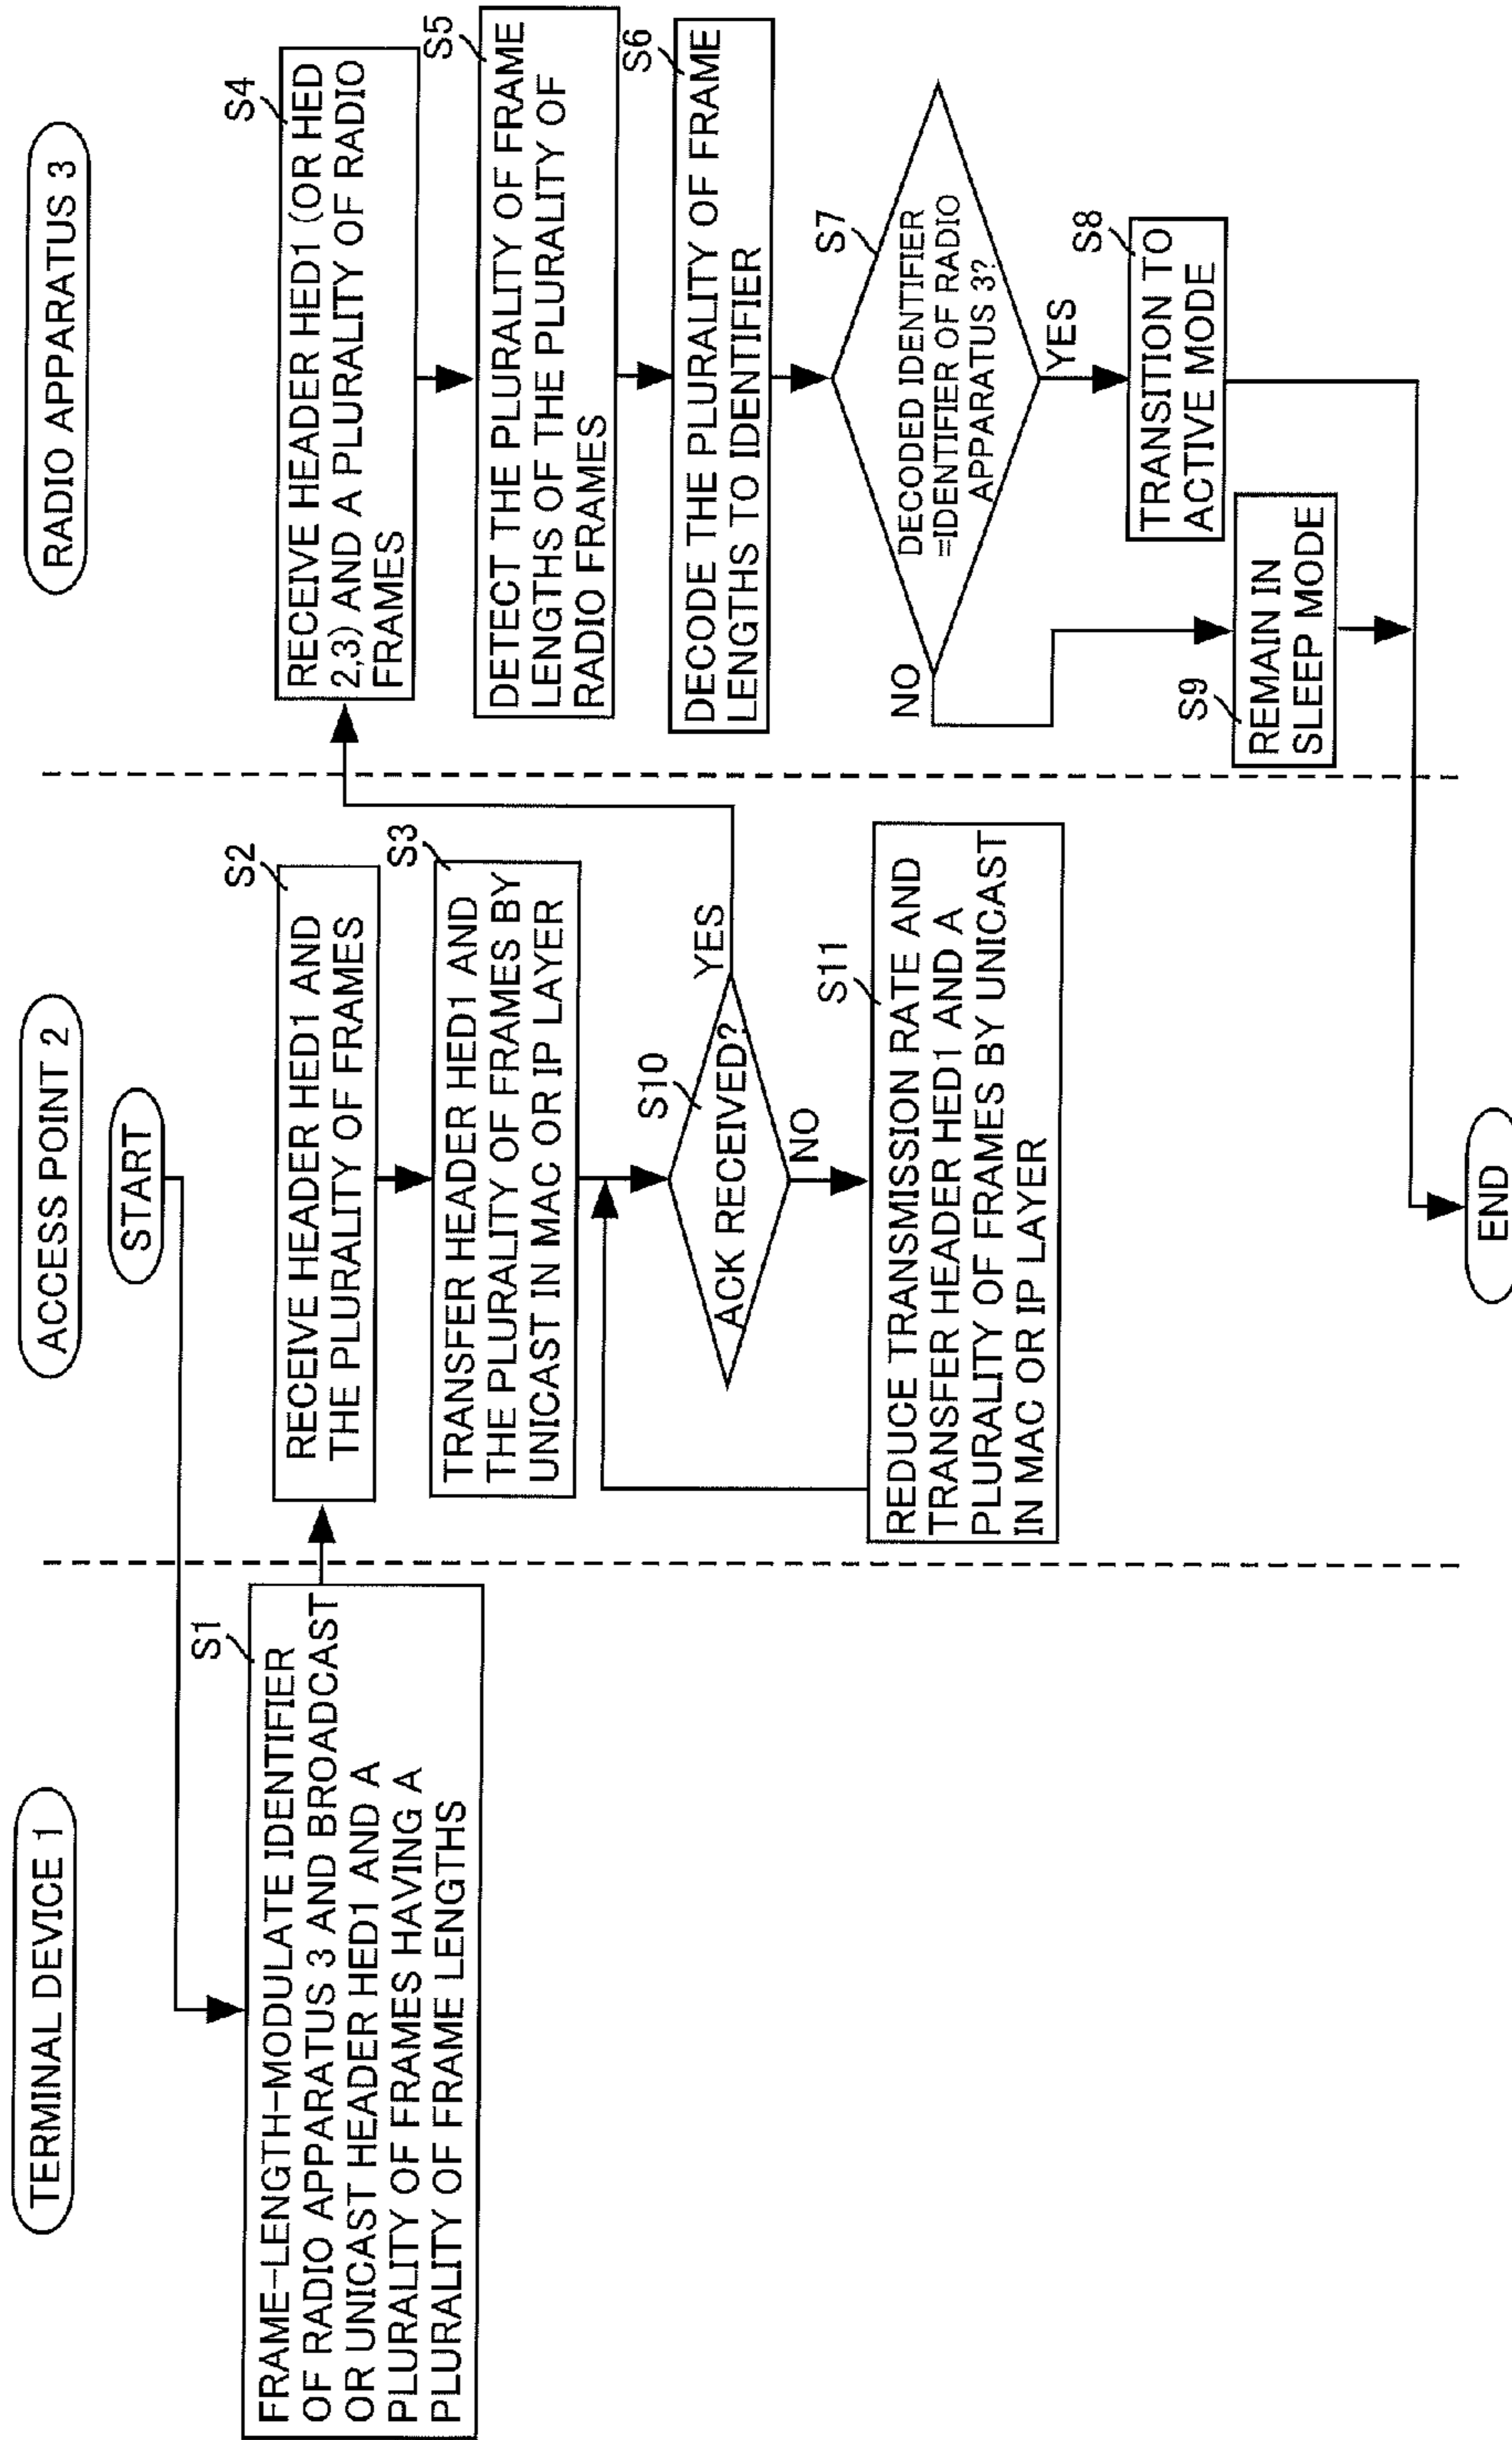 TERMINAL DEVICE 1
ACCESS POINT 2
RADIO APPARATUS 3
START
S1
FRAME-LENGTH-MODULATE IDENTIFIER
OF RADIO APPARATUS 3 AND BROADCAST
OR UNICAST HEADER HED1 AND A
PLURALITY OF FRAMES HAVING A
PLURALITY OF FRAME LENGTHS
S2
RECEIVE HEADER HED1 AND
THE PLURALITY OF FRAMES
S3
TRANSFER HEADER HED1 AND
THE PLURALITY OF FRAMES BY
UNICAST IN MAC OR IP LAYER
S10
ACK RECEIVED?
YES
NO
S11
REDUCE TRANSMISSION RATE AND
TRANSFER HEADER HED1 AND A
PLURALITY OF FRAMES BY UNICAST
IN MAC OR IP LAYER
S4
RECEIVE HEADER HED1 (OR HED
2,3) AND A PLURALITY OF RADIO
FRAMES
S5
DETECT THE PLURALITY OF FRAME
LENGTHS OF THE PLURALITY OF
RADIO FRAMES
S6
DECODE THE PLURALITY OF FRAME
LENGTHS TO IDENTIFIER
S7
DECODED IDENTIFIER
=IDENTIFIER OF RADIO
APPARATUS 3?
NO
YES
S8
TRANSITION TO
ACTIVE MODE
S9
REMAIN IN
SLEEP MODE
END